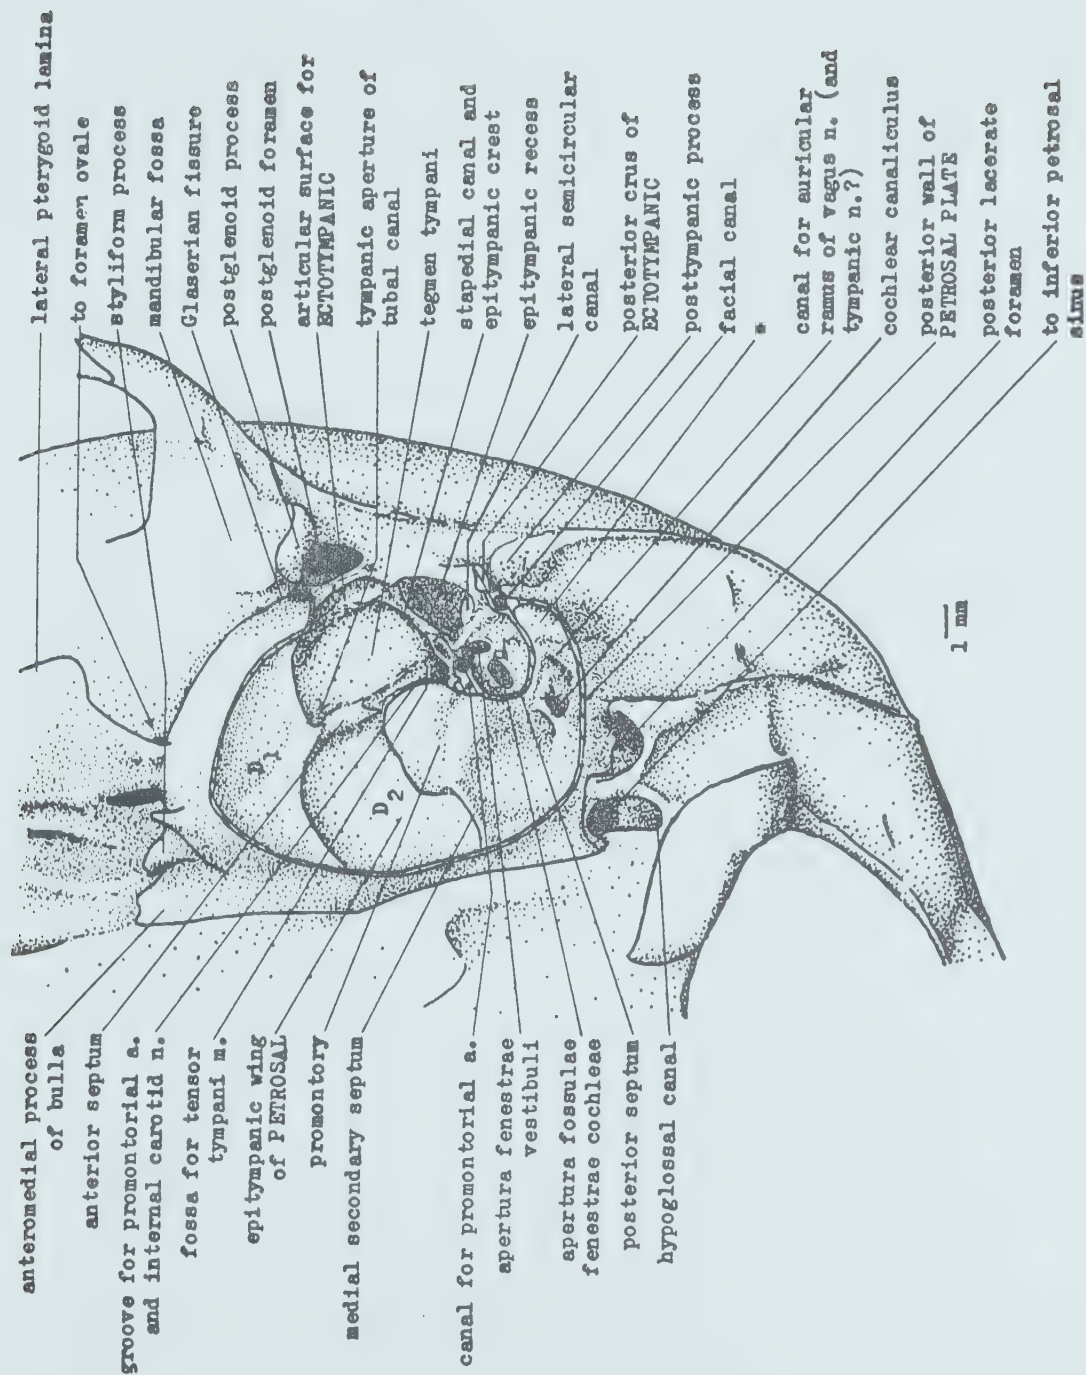 lateral pterygoid lamina
to foramen ovale
styliform process
mandibular fossa
Glaserian fissure
postglenoid process
postglenoid foramen
articular surface for
ECTOTYMPANIC
tympanic aperture of
tubal canal
tegmen tympani
stapedial canal and
epitympanic crest
epitympanic recess
lateral semicircular
canal
posterior crus of
ECTOTYMPANIC
posttympanic process
facial canal
*
canal for auricular
ramus of vagus n. (and
tympanic n.?)
cochlear canaliculus
posterior wall of
PETROSAL PLATE
posterior lacerate
foramen
to inferior petrosal
sinus
D1
D2
1 mm
anteromedial process
of bulla
anterior septum
groove for promontorial a.
and internal carotid n.
fossa for tensor
tympani m.
epitympanic wing
of PETROSAL
promontory
medial secondary septum
canal for promontorial a.
apertura fenestrae
vestibuli
apertura fossulae
fenestrae cochleae
posterior septum
hypoglossal canal